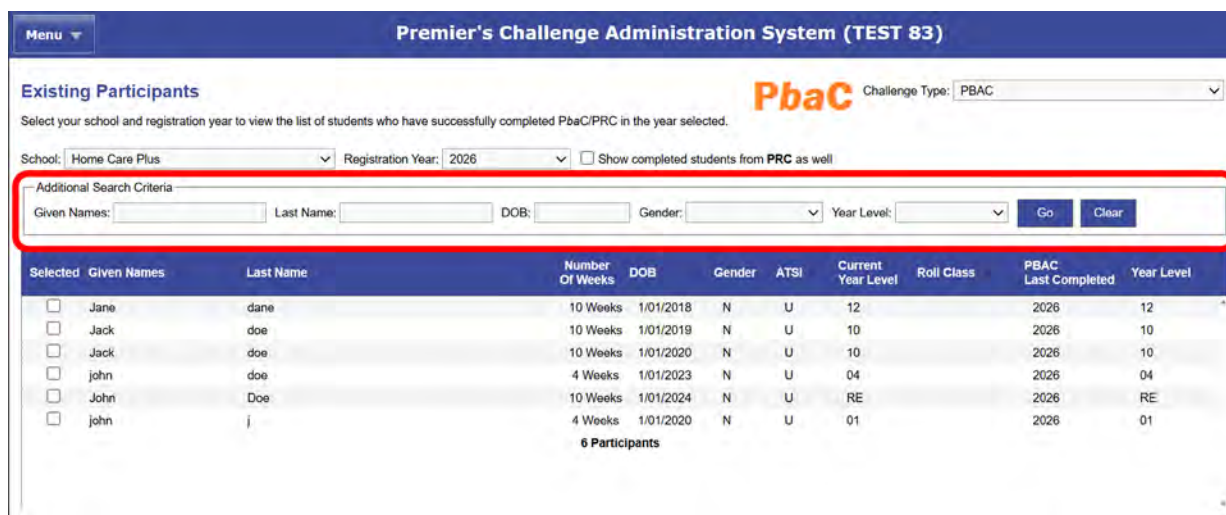 Menu
Premier's Challenge Administration System (TEST 83)
Existing Participants
PbaC Challenge Type: PBAC
Select your school and registration year to view the list of students who have successfully completed PbaC/PRC in the year selected.
School: Home Care Plus Registration Year: 2026 Show completed students from PRC as well
Additional Search Criteria
Given Names: Last Name: DOB: Gender: Year Level: Go Clear
Selected Given Names Last Name Number Of Weeks DOB Gender ATSI Current Year Level Roll Class PBAC Last Completed Year Level
Jane dane 10 Weeks 1/01/2018 N U 12 2026 12
Jack doe 10 Weeks 1/01/2019 N U 10 2026 10
Jack doe 10 Weeks 1/01/2020 N U 10 2026 10
john doe 4 Weeks 1/01/2023 N U 04 2026 04
John Doe 10 Weeks 1/01/2024 N U RE 2026 RE
john j 4 Weeks 1/01/2020 N U 01 2026 01
6 Participants